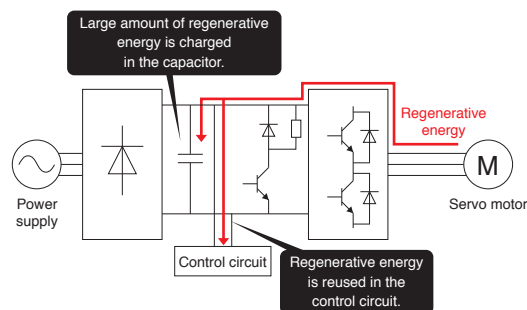 Large amount of regenerative
energy is charged
in the capacitor.
Regenerative
energy
M
Power
supply
Servo motor
Control circuit
Regenerative energy
is reused in the
control circuit.